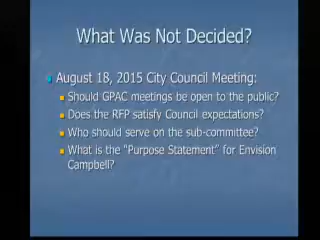 What Was Not Decided?
August 18, 2015 City Council Meeting:
Should GPAC meetings be open to the public?
Does the RFP satisfy Council expectations?
Who should serve on the sub-committee?
What is the "Purpose Statement" for Envision
Campbell?